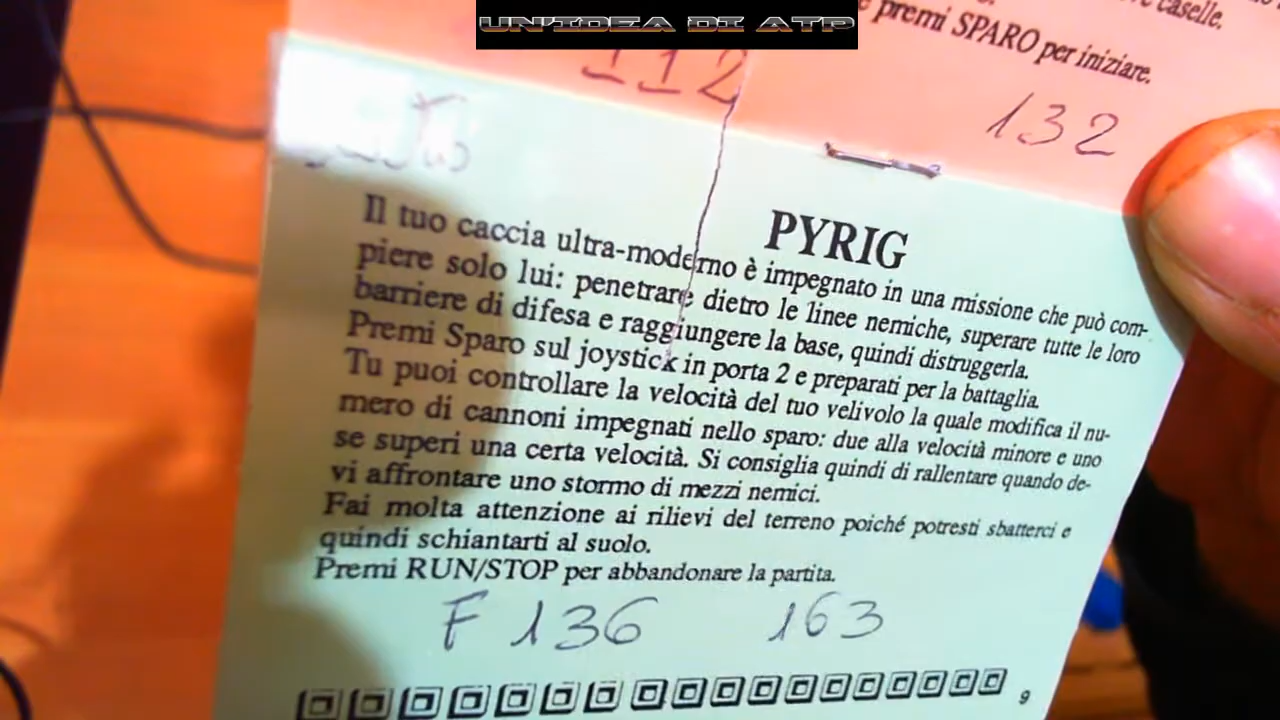 UN'IDEA DI ATP
caselle.
e premi SPARO per iniziare.
112
132
PYRIG
Il tuo caccia ultra-moderno è impegnato in una missione che può com-
piere solo lui: penetrare dietro le linee nemiche, superare tutte le loro
barriere di difesa e raggiungere la base, quindi distruggerla.
Premi Sparo sul joystick in porta 2 e preparati per la battaglia.
Tu puoi controllare la velocità del tuo velivolo la quale modifica il nu-
mero di cannoni impegnati nello sparo: due alla velocità minore e uno
se superi una certa velocità. Si consiglia quindi di rallentare quando de-
vi affrontare uno stormo di mezzi nemici.
Fai molta attenzione ai rilievi del terreno poiché potresti sbatterci e
quindi schiantarti al suolo.
Premi RUN/STOP per abbandonare la partita.
F 136 163
9